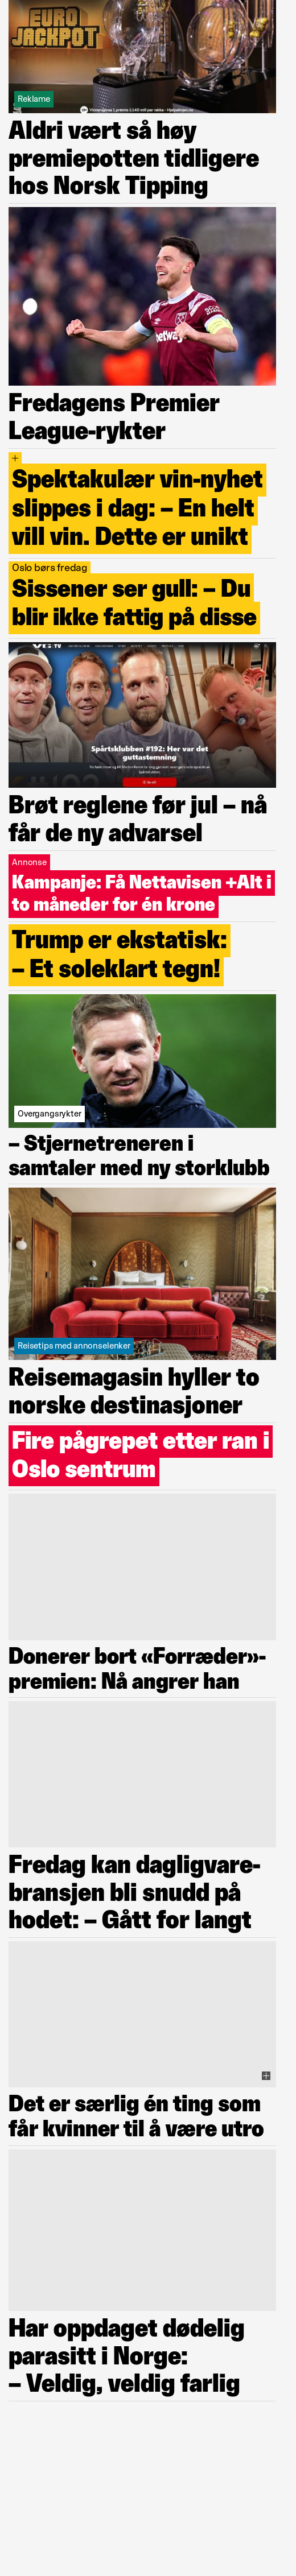 EURO
JACKPOT
Reklame
Aldri vært så høy
premiepotten tidligere
hos Norsk Tipping
betway
Fredagens Premier
League-rykter
+
Spektakulær vin-nyhet
slippes i dag: – En helt
vill vin. Dette er unikt
Oslo børs fredag
Sissener ser gull: – Du
blir ikke fattig på disse
Spårtsklubben #192: Her var det
guttastemning
Brøt reglene før jul – nå
får de ny advarsel
Annonse
Kampanje: Få Nettavisen +Alt i
to måneder for én krone
Trump er ekstatisk:
– Et soleklart tegn!
Overgangsrykter
– Stjernetreneren i
samtaler med ny storklubb
Reisetips med annonselenker
Reisemagasin hyller to
norske destinasjoner
Fire pågrepet etter ran i
Oslo sentrum
Donerer bort «Forræder»-
premien: Nå angrer han
Fredag kan dagligvare-
bransjen bli snudd på
hodet: – Gått for langt
Det er særlig én ting som
får kvinner til å være utro
Har oppdaget dødelig
parasitt i Norge:
– Veldig, veldig farlig